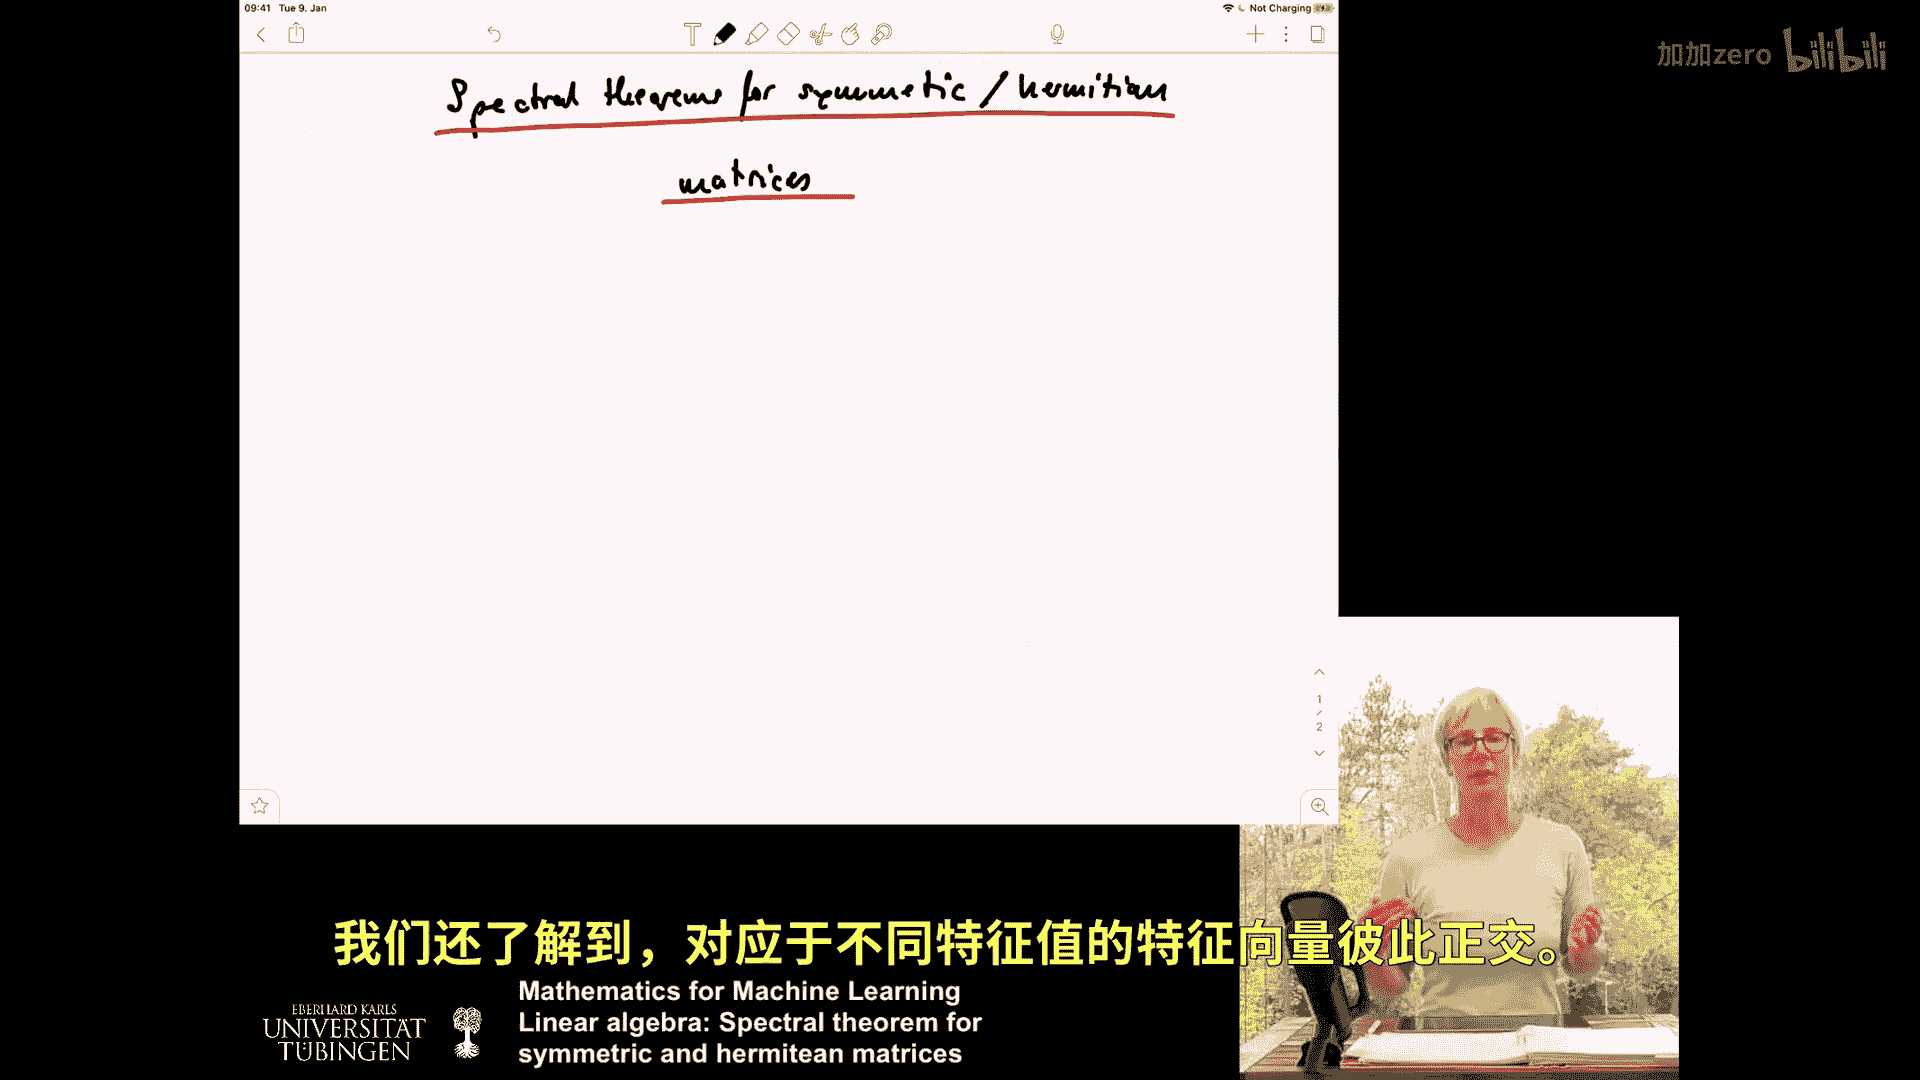 09:41 Tue 9. Jan
Not Charging
加加zero bilibili
Spectral theorems for symmetric / hermitian
matrices
1
/
2
我们还了解到，对应于不同特征值的特征向量彼此正交。
Mathematics for Machine Learning
Linear algebra: Spectral theorem for
symmetric and hermitean matrices
EBERHARD KARLS
UNIVERSITÄT
TÜBINGEN